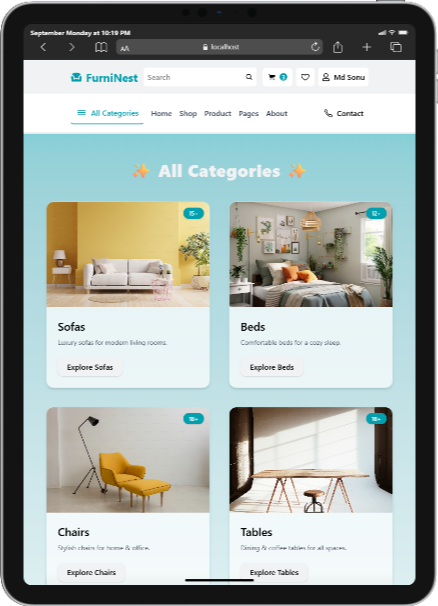 September Monday at 10:19 PM
AA localhost
FurniNest Search 3 Md Sonu
All Categories Home Shop Product Pages About Contact
✨ All Categories ✨
15+ 12+
Sofas Beds
Luxury sofas for modern living rooms. Comfortable beds for a cozy sleep.
Explore Sofas Explore Beds
Chairs Tables
Stylish chairs for home & office. Dining & coffee tables for all spaces.
Explore Chairs Explore Tables